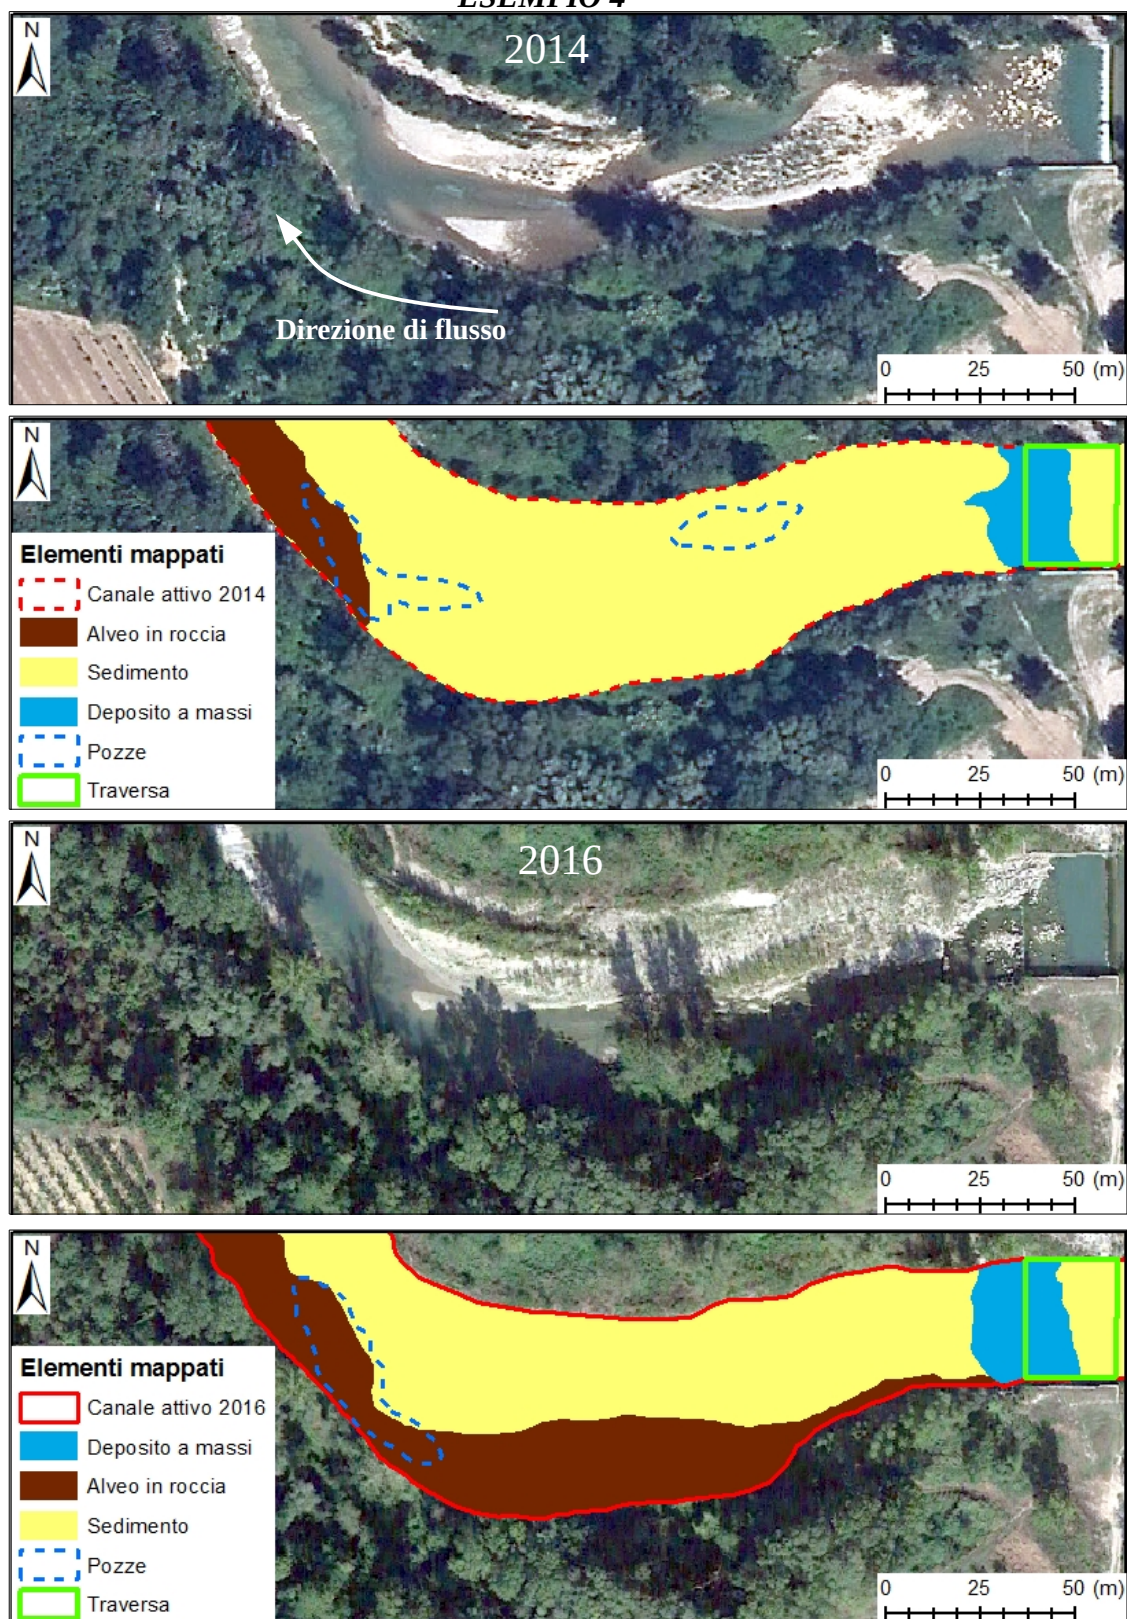 ESEMPIO 4
N
2014
Direzione di flusso
0 25 50 (m)
N
Elementi mappati
Canale attivo 2014
Alveo in roccia
Sedimento
Deposito a massi
Pozze
Traversa
0 25 50 (m)
N
2016
0 25 50 (m)
N
Elementi mappati
Canale attivo 2016
Deposito a massi
Alveo in roccia
Sedimento
Pozze
Traversa
0 25 50 (m)